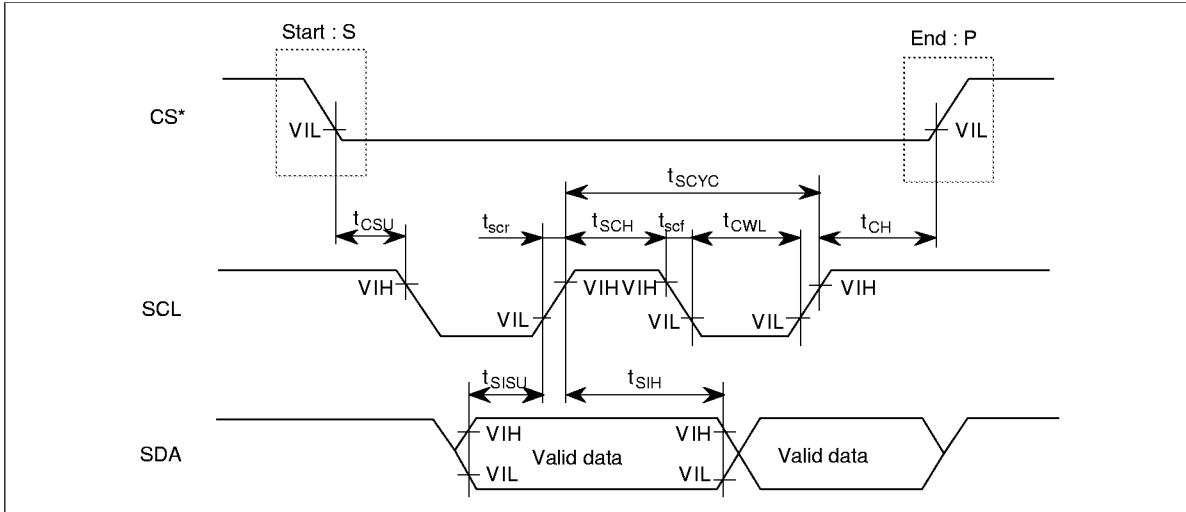 Start : S
End : P
CS*
VIL
VIL
tSCYC
tCSU
tscr
tSCH
tscf
tCWL
tCH
SCL
VIH
VIL
VIH
VIH
VIL
VIL
VIH
tSISU
tSIH
SDA
VIH
VIL
Valid data
VIH
VIL
Valid data